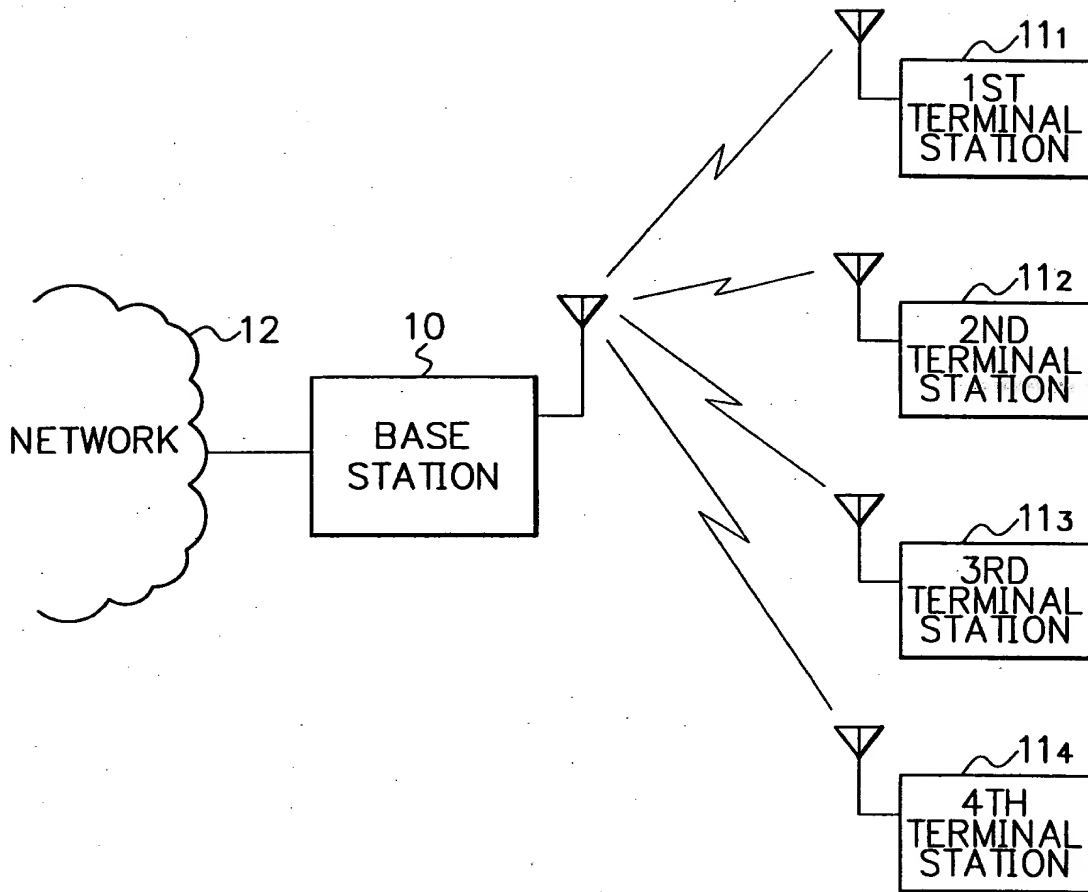 11₁
1ST
TERMINAL
STATION
11₂
2ND
TERMINAL
STATION
12
10
NETWORK
BASE
STATION
11₃
3RD
TERMINAL
STATION
11₄
4TH
TERMINAL
STATION